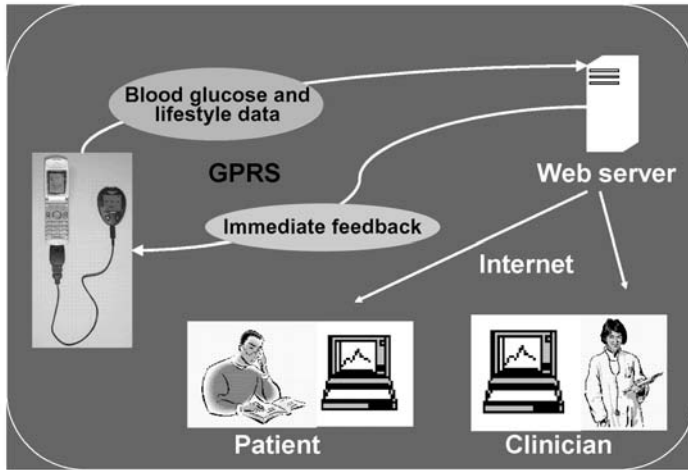 Blood glucose and
lifestyle data
GPRS
Web server
Immediate feedback
Internet
Patient
Clinician